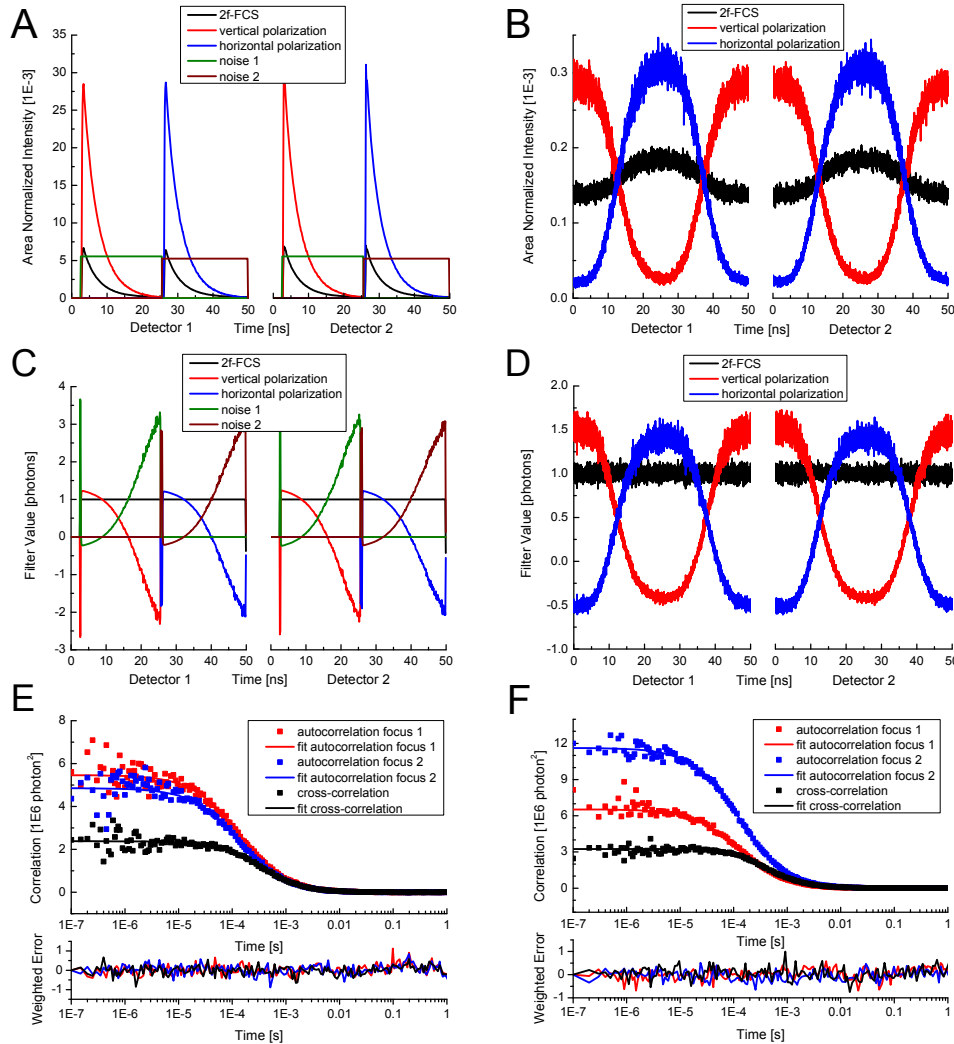 A
2f-FCS
vertical polarization
horizontal polarization
noise 1
noise 2
Area Normalized Intensity [1E-3]
35
30
25
20
15
10
5
0
0 10 20 30 40 50 0 10 20 30 40 50
Detector 1 Time [ns] Detector 2
B
2f-FCS
vertical polarization
horizontal polarization
Area Normalized Intensity [1E-3]
0.3
0.2
0.1
0.0
0 10 20 30 40 50 0 10 20 30 40 50
Detector 1 Time [ns] Detector 2
C
2f-FCS
vertical polarization
horizontal polarization
noise 1
noise 2
Filter Value [photons]
4
3
2
1
0
-1
-2
-3
0 10 20 30 40 50 0 10 20 30 40 50
Detector 1 Time [ns] Detector 2
D
2f-FCS
vertical polarization
horizontal polarization
Filter Value [photons]
2.0
1.5
1.0
0.5
0.0
-0.5
-1.0
0 10 20 30 40 50 0 10 20 30 40 50
Detector 1 Time [ns] Detector 2
E
autocorrelation focus 1
fit autocorrelation focus 1
autocorrelation focus 2
fit autocorrelation focus 2
cross-correlation
fit cross-correlation
Correlation [1E6 photon²]
8
6
4
2
0
1E-7 1E-6 1E-5 1E-4 1E-3 0.01 0.1 1
Time [s]
Weighted Error
1
0
-1
1E-7 1E-6 1E-5 1E-4 1E-3 0.01 0.1 1
Time [s]
F
autocorrelation focus 1
fit autocorrelation focus 1
autocorrelation focus 2
fit autocorrelation focus 2
cross-correlation
fit cross-correlation
Correlation [1E6 photon²]
12
9
6
3
0
1E-7 1E-6 1E-5 1E-4 1E-3 0.01 0.1 1
Time [s]
Weighted Error
1
0
-1
1E-7 1E-6 1E-5 1E-4 1E-3 0.01 0.1 1
Time [s]